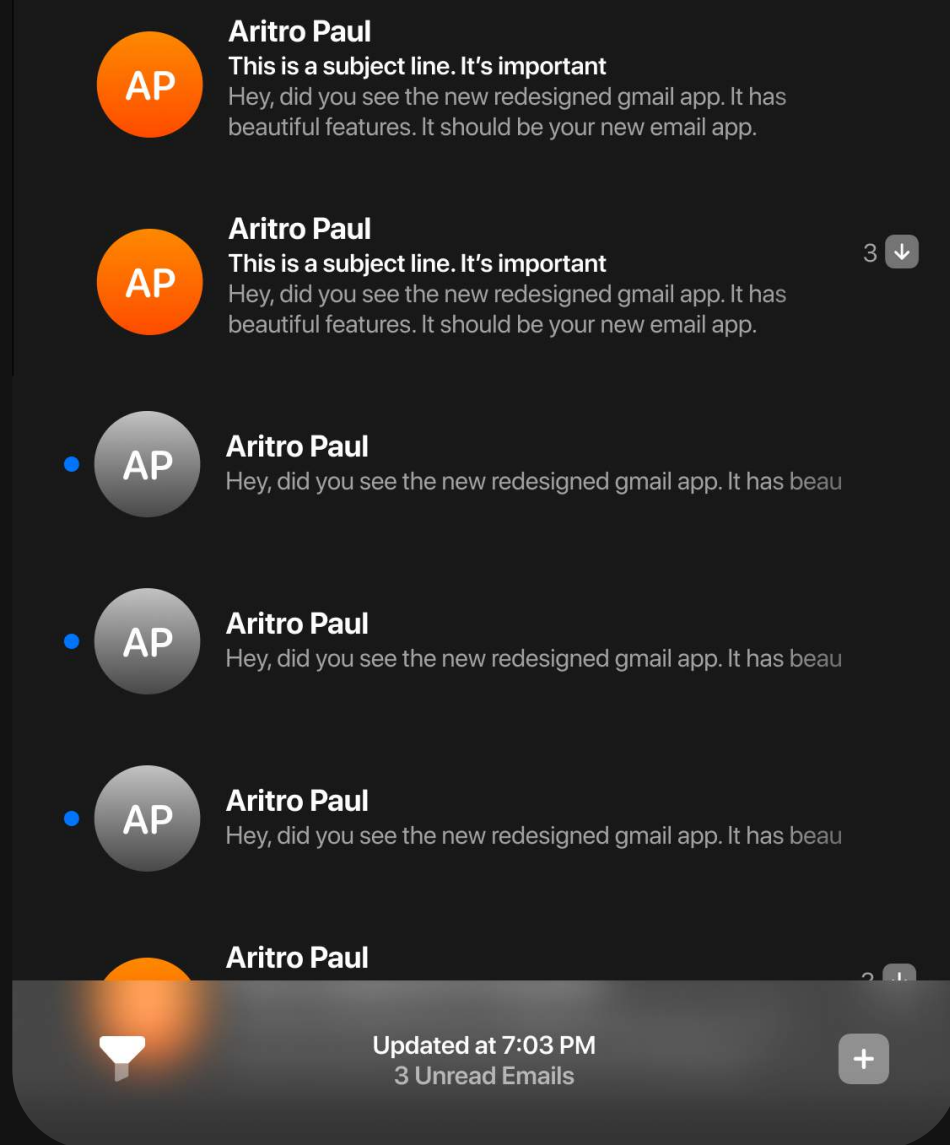 AP
Aritro Paul
This is a subject line. It's important
Hey, did you see the new redesigned gmail app. It has
beautiful features. It should be your new email app.
AP
Aritro Paul
This is a subject line. It's important
Hey, did you see the new redesigned gmail app. It has
beautiful features. It should be your new email app.
3
AP
Aritro Paul
Hey, did you see the new redesigned gmail app. It has beau
AP
Aritro Paul
Hey, did you see the new redesigned gmail app. It has beau
AP
Aritro Paul
Hey, did you see the new redesigned gmail app. It has beau
Aritro Paul
Updated at 7:03 PM
3 Unread Emails